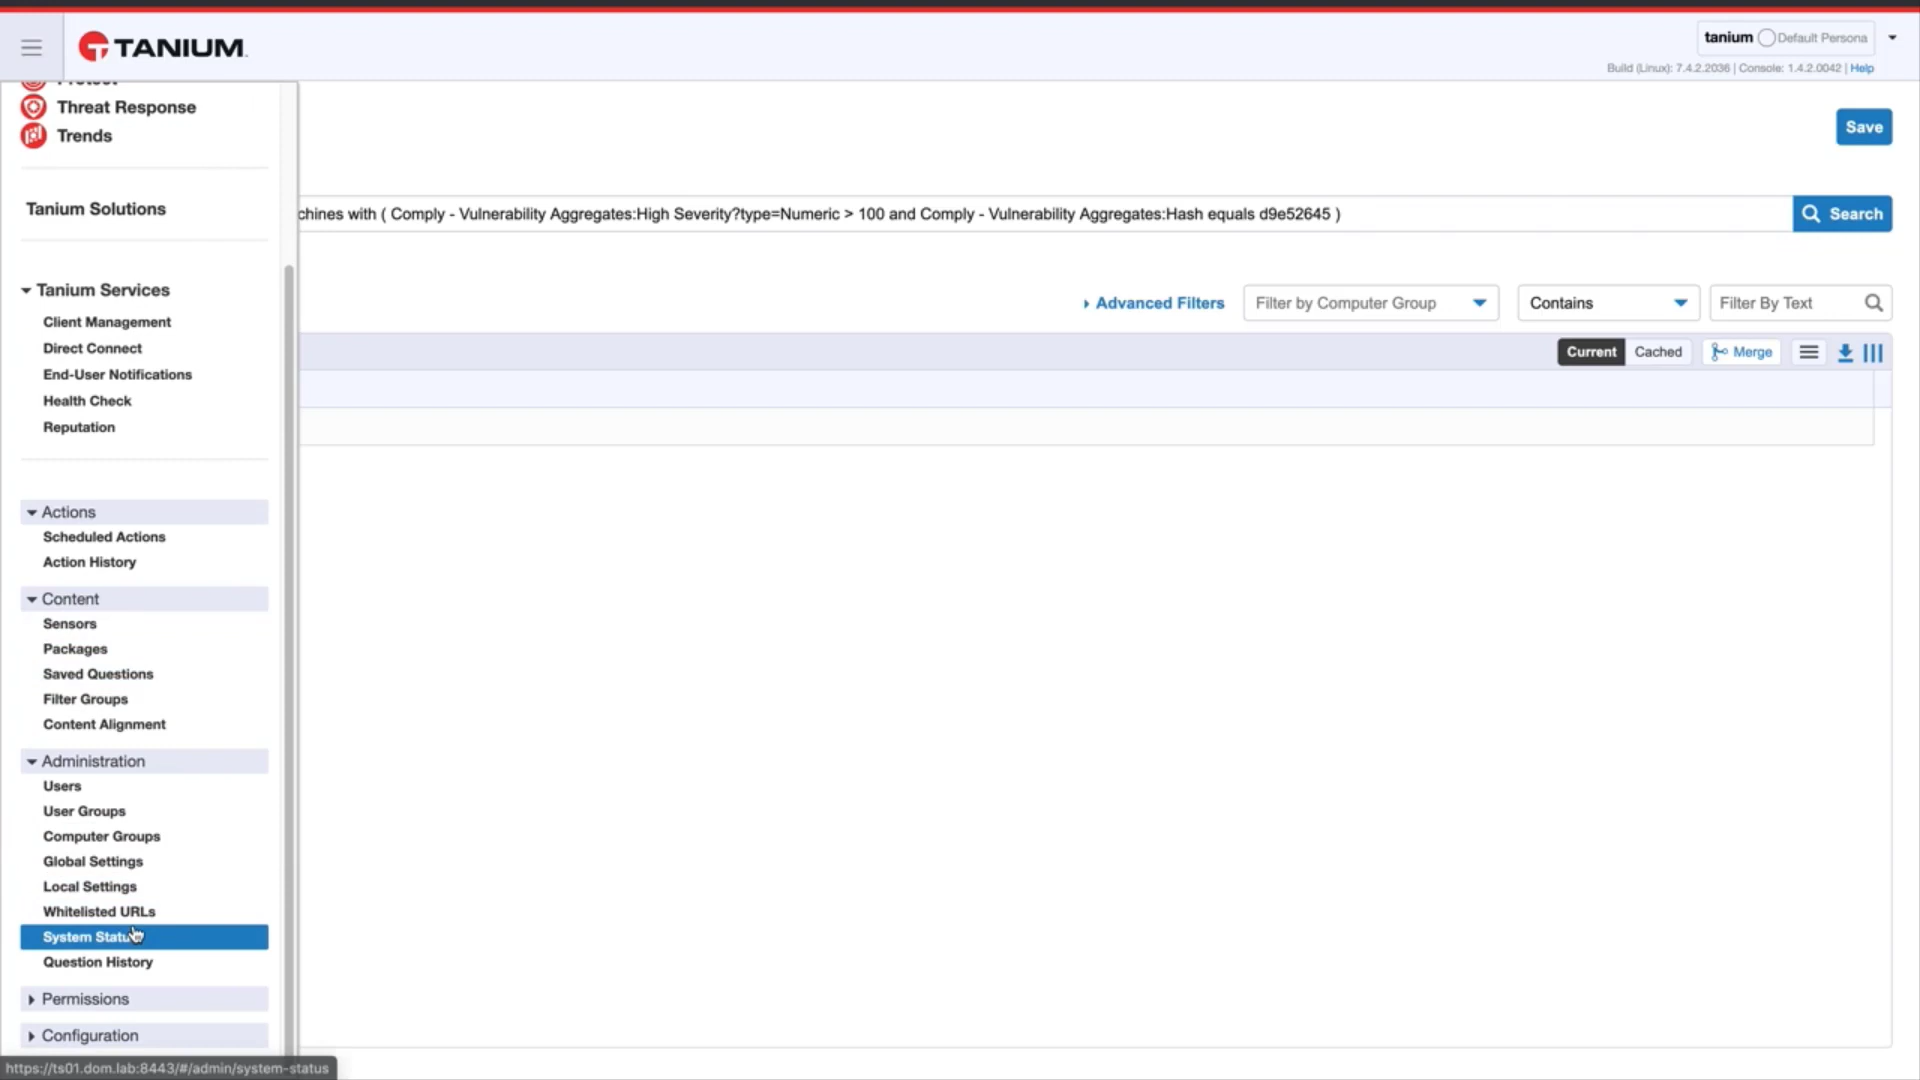 TANIUM
tanium Default Persona
Build (Linux): 7.4.2.2036 | Console: 1.4.2.0042 | Help
Protect
Threat Response
Trends
Save
Tanium Solutions
chines with ( Comply - Vulnerability Aggregates:High Severity?type=Numeric > 100 and Comply - Vulnerability Aggregates:Hash equals d9e52645 )
Search
Tanium Services
Client Management
Direct Connect
End-User Notifications
Health Check
Reputation
Advanced Filters
Filter by Computer Group
Contains
Filter By Text
Current
Cached
Merge
Actions
Scheduled Actions
Action History
Content
Sensors
Packages
Saved Questions
Filter Groups
Content Alignment
Administration
Users
User Groups
Computer Groups
Global Settings
Local Settings
Whitelisted URLs
System Status
Question History
Permissions
Configuration
https://ts01.dom.lab:8443/#/admin/system-status